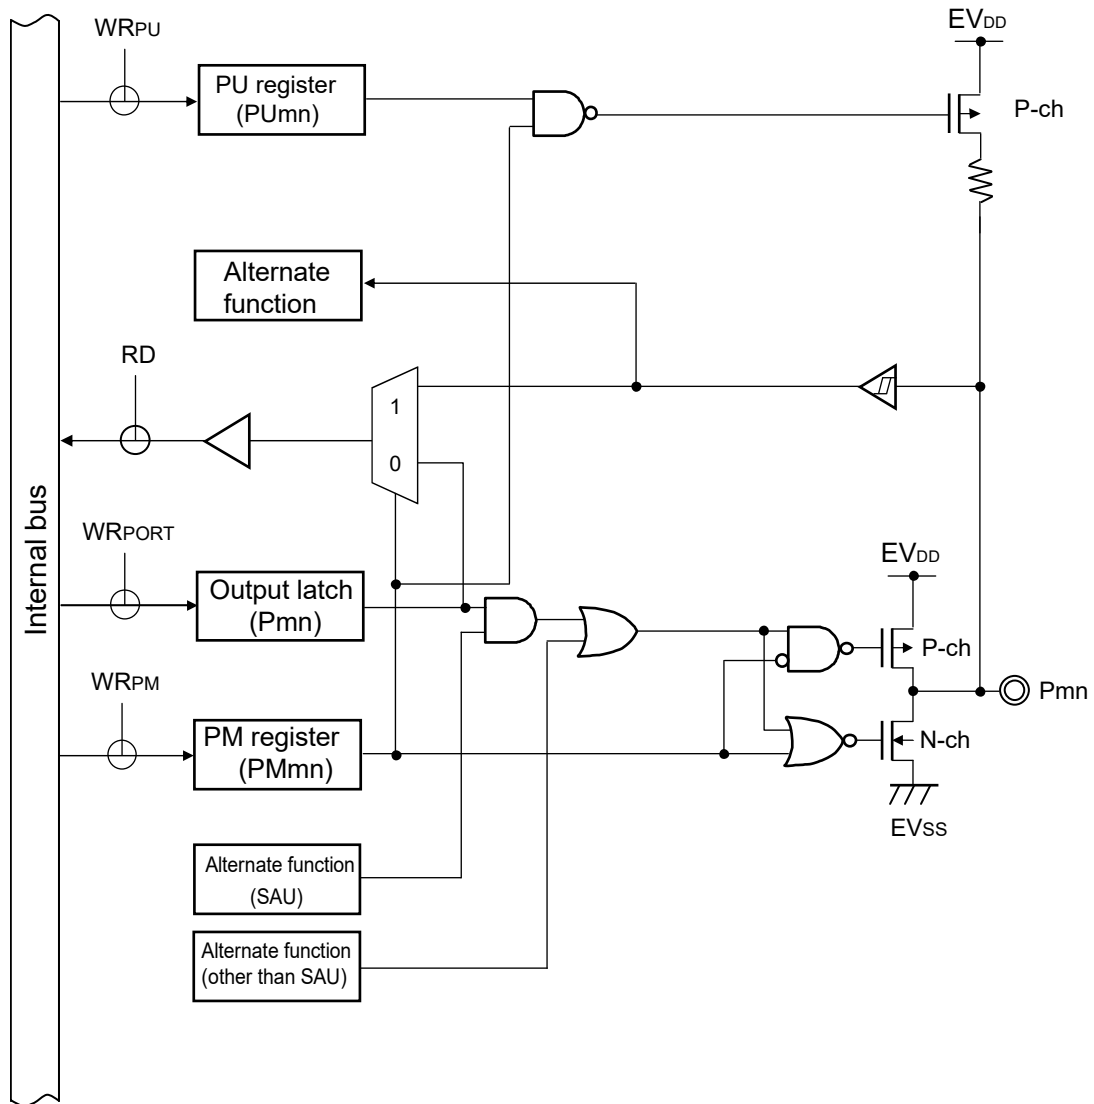 WRPU
EVDD
PU register
(PUmn)
P-ch
Alternate
function
RD
1
0
Internal bus
WRPORT
EVDD
Output latch
(Pmn)
P-ch
WRPM
Pmn
PM register
(PMmn)
N-ch
EVSS
Alternate function
(SAU)
Alternate function
(other than SAU)